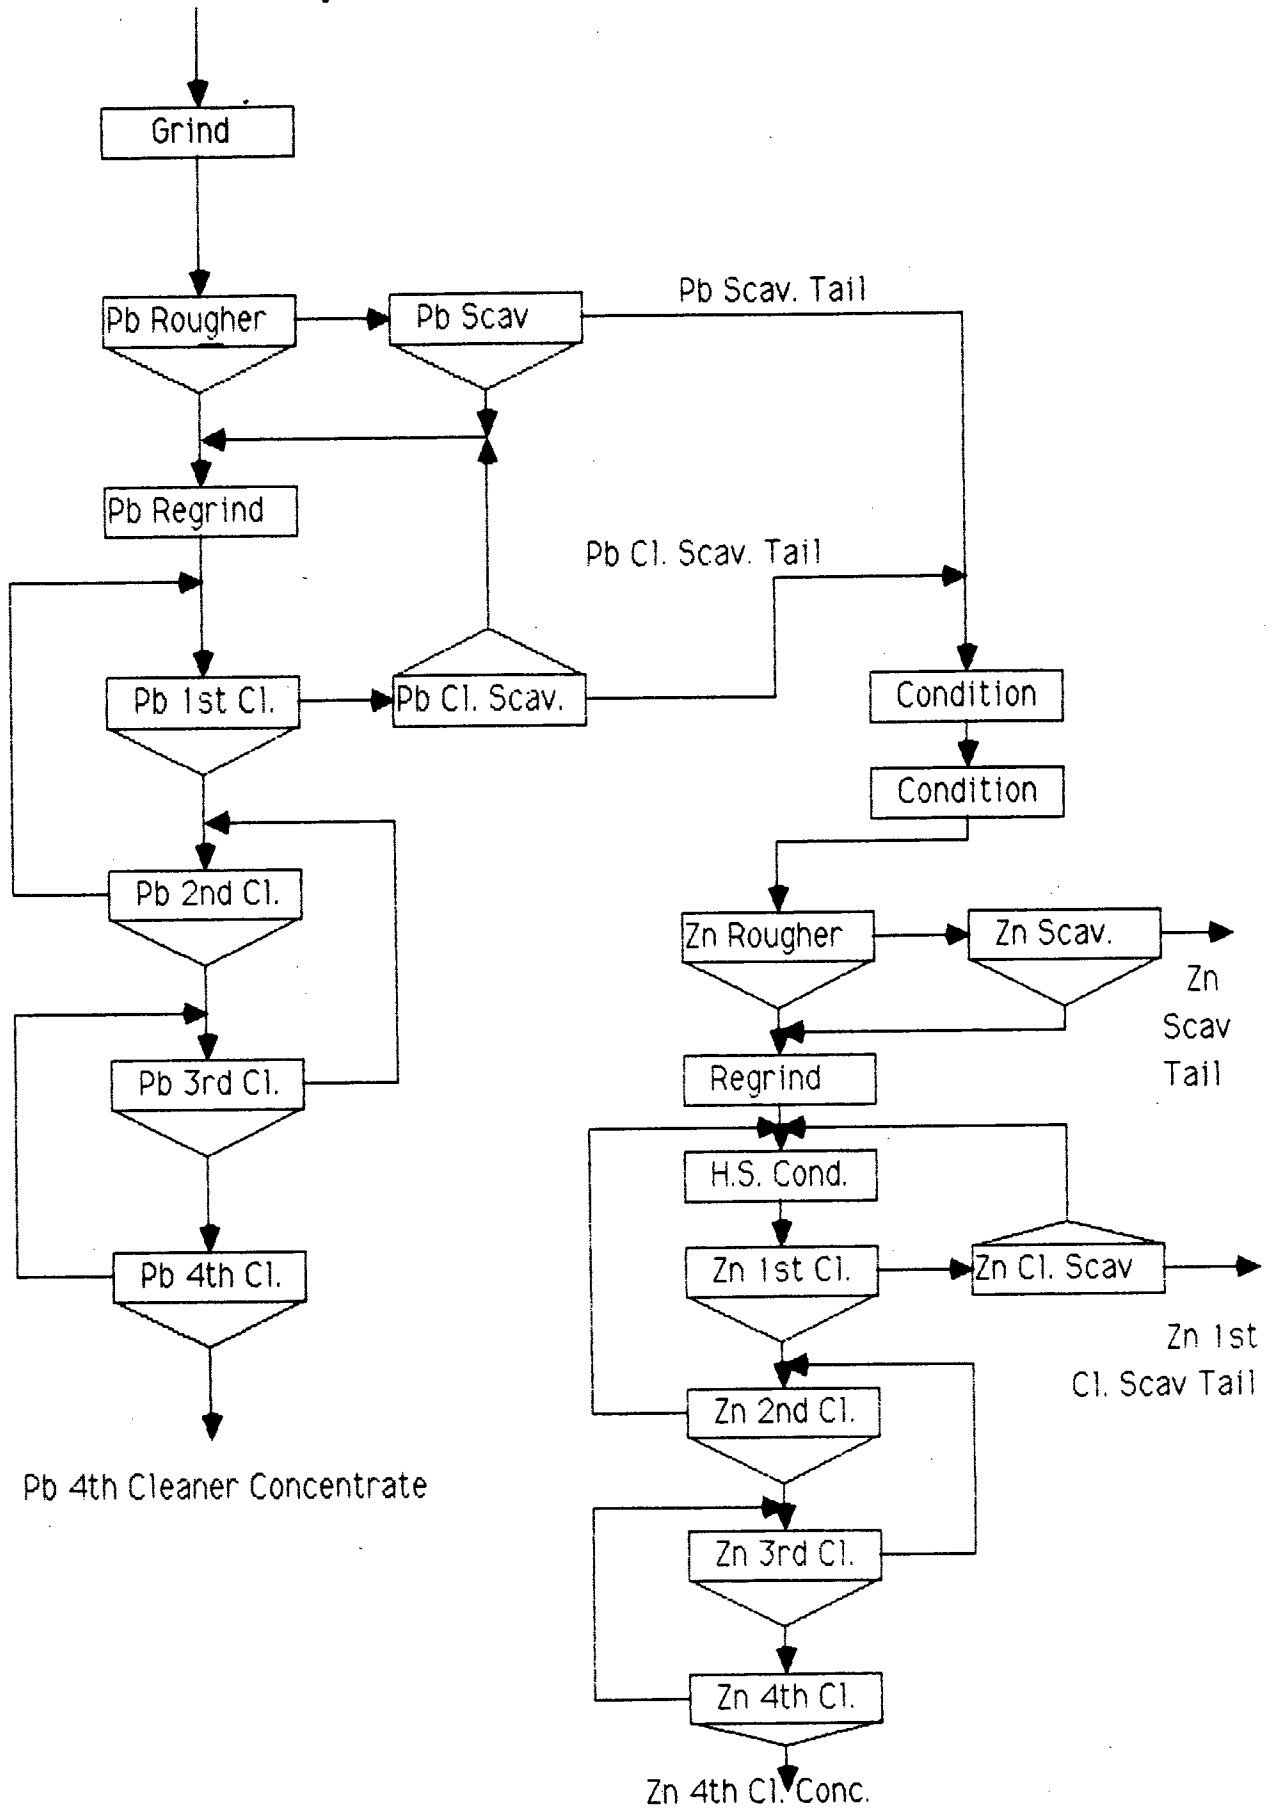 Grind
Pb Scav. Tail
Pb Rougher
Pb Scav
Pb Regrind
Pb Cl. Scav. Tail
Pb 1st Cl.
Pb Cl. Scav.
Condition
Condition
Pb 2nd Cl.
Zn Rougher
Zn Scav.
Zn
Scav
Tail
Pb 3rd Cl.
Regrind
H.S. Cond.
Pb 4th Cl.
Zn 1st Cl.
Zn Cl. Scav
Zn 1st
Cl. Scav Tail
Zn 2nd Cl.
Pb 4th Cleaner Concentrate
Zn 3rd Cl.
Zn 4th Cl.
Zn 4th Cl. Conc.